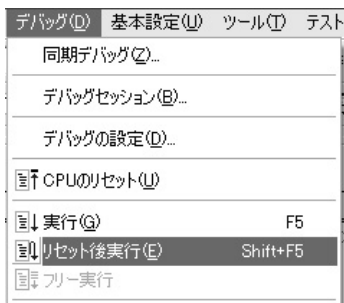 デバッグ(D) 基本設定(U) ツール(T) テスト
同期デバッグ(Z)...
デバッグセッション(B)...
デバッグの設定(D)...
CPUのリセット(U)
実行(G) F5
リセット後実行(E) Shift+F5
フリー実行